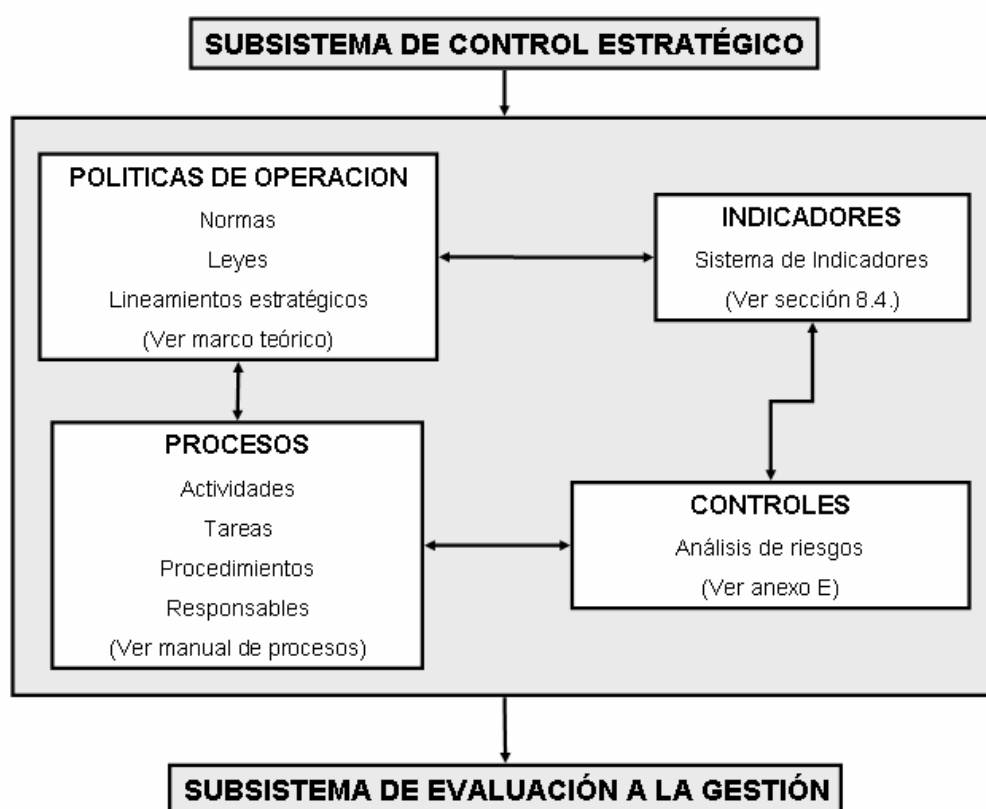 SUBSISTEMA DE CONTROL ESTRATÉGICO
POLITICAS DE OPERACION
Normas
Leyes
Lineamientos estratégicos
(Ver marco teórico)
INDICADORES
Sistema de Indicadores
(Ver sección 8.4.)
PROCESOS
Actividades
Tareas
Procedimientos
Responsables
(Ver manual de procesos)
CONTROLES
Análisis de riesgos
(Ver anexo E)
SUBSISTEMA DE EVALUACIÓN A LA GESTIÓN